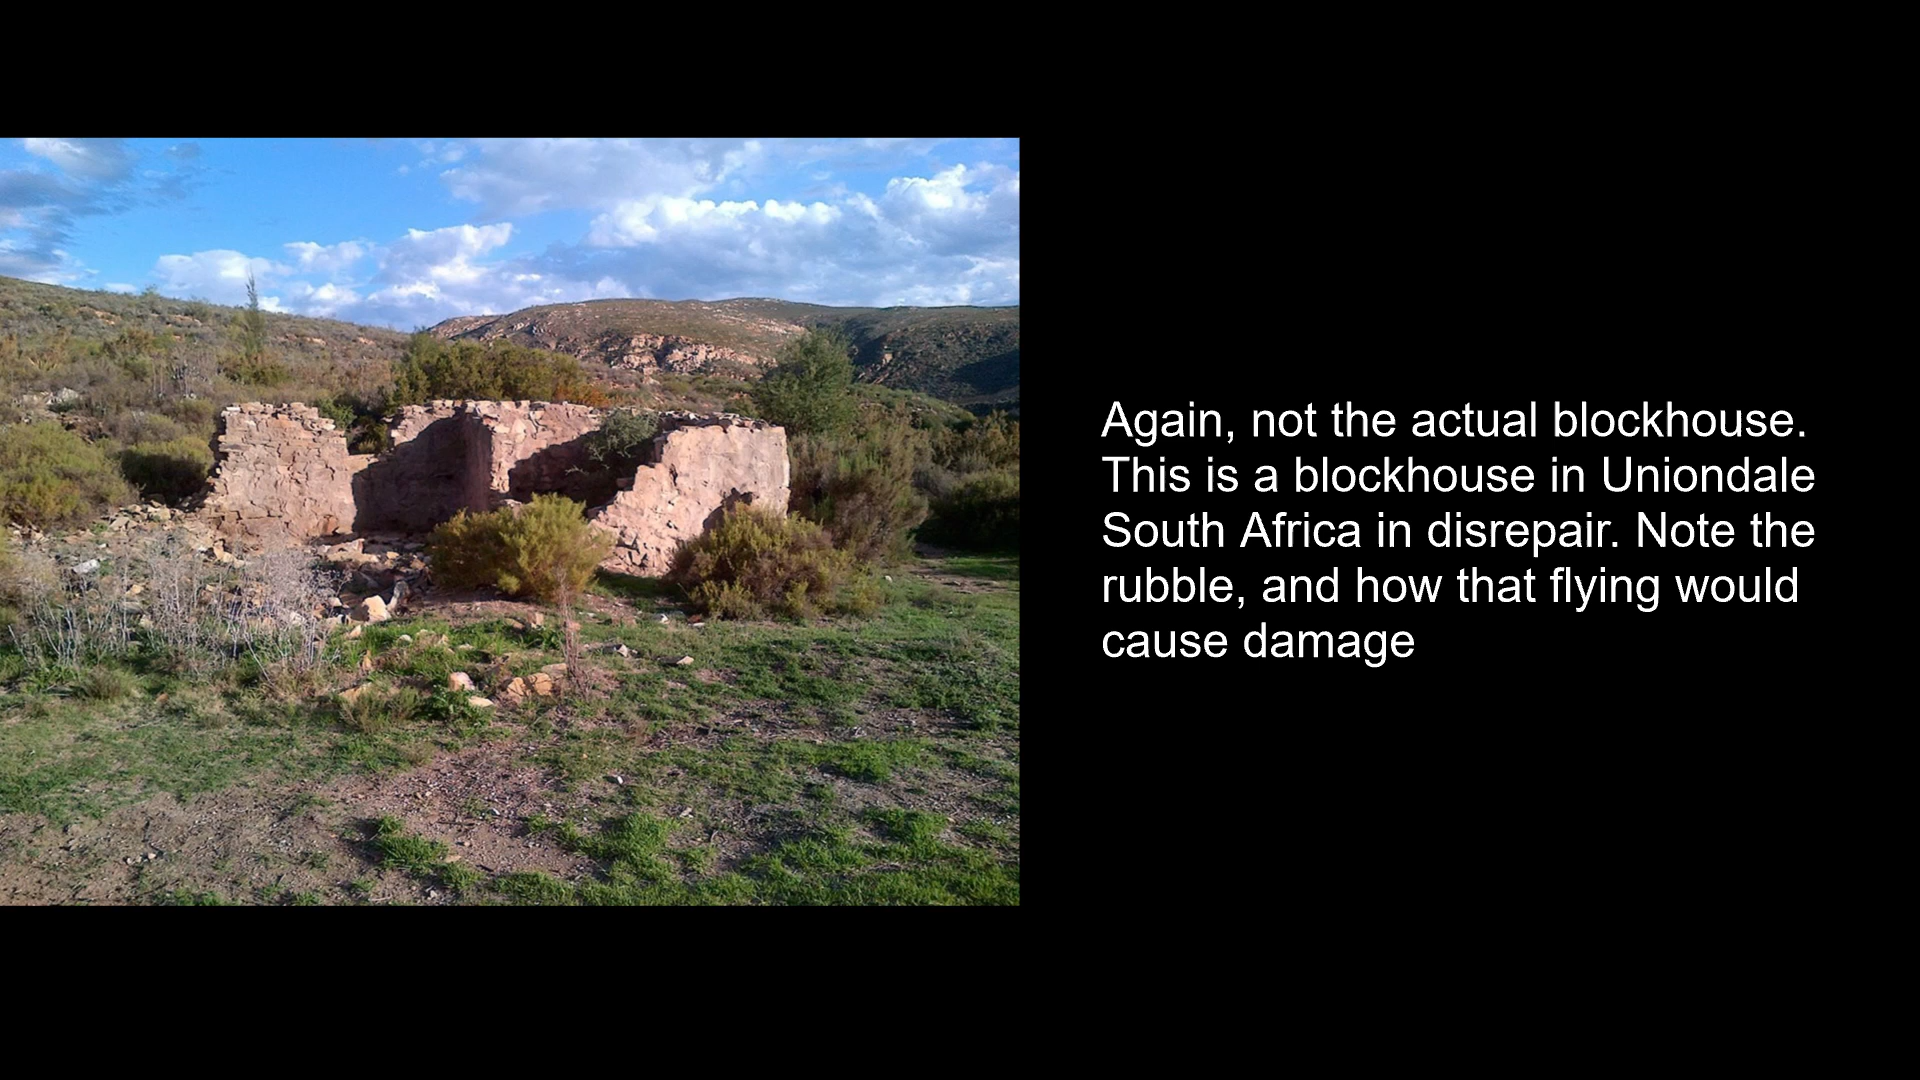 Again, not the actual blockhouse.
This is a blockhouse in Uniondale
South Africa in disrepair. Note the
rubble, and how that flying would
cause damage